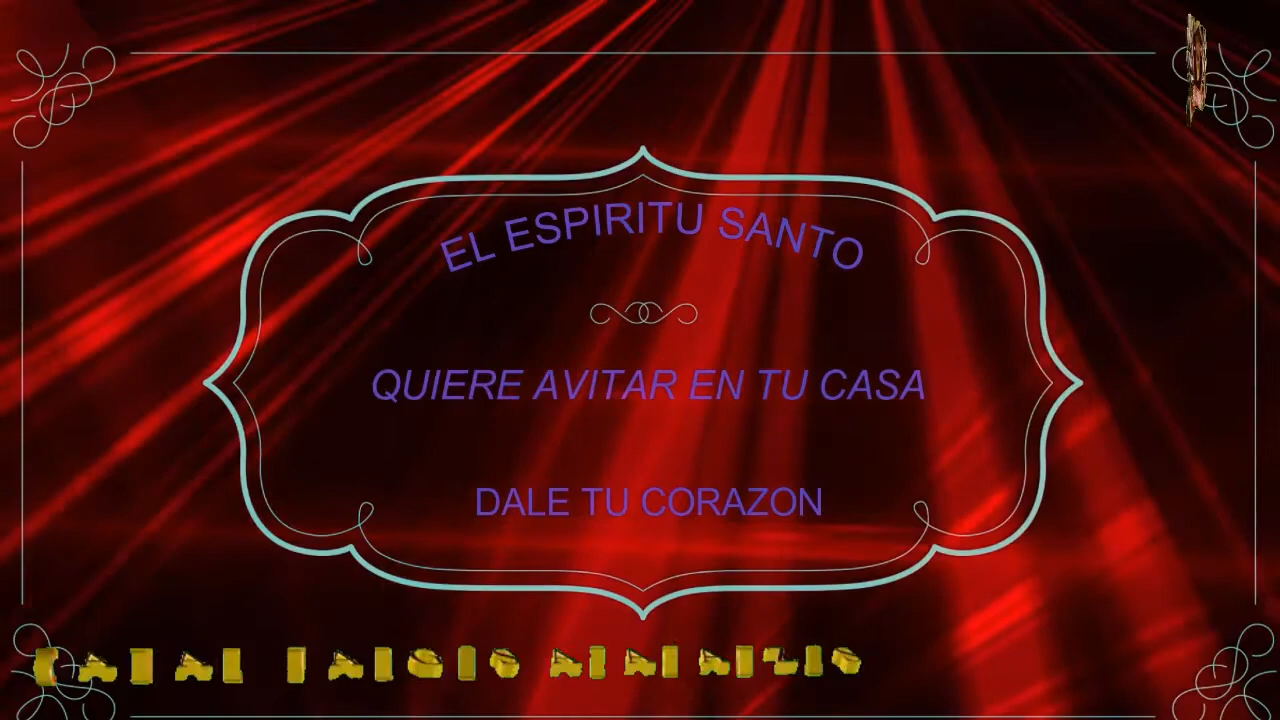 EL ESPIRITU SANTO
QUIERE AVITAR EN TU CASA
DALE TU CORAZON